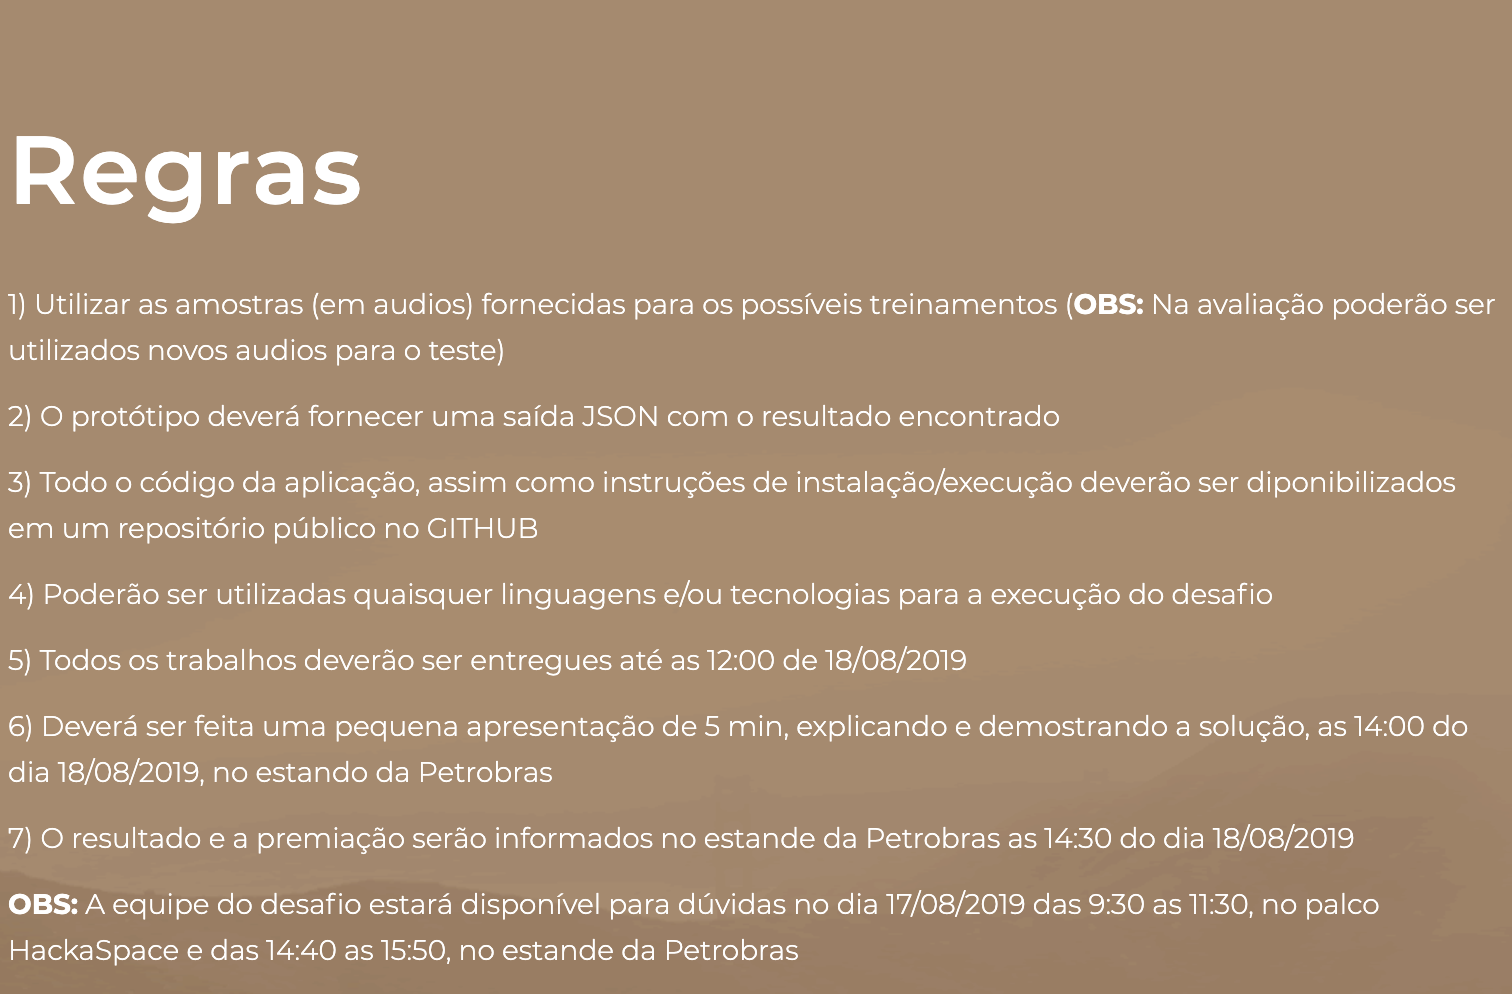 Regras
1) Utilizar as amostras (em audios) fornecidas para os possíveis treinamentos (OBS: Na avaliação poderão ser
utilizados novos audios para o teste)
2) O protótipo deverá fornecer uma saída JSON com o resultado encontrado
3) Todo o código da aplicação, assim como instruções de instalação/execução deverão ser diponibilizados
em um repositório público no GITHUB
4) Poderão ser utilizadas quaisquer linguagens e/ou tecnologias para a execução do desafio
5) Todos os trabalhos deverão ser entregues até as 12:00 de 18/08/2019
6) Deverá ser feita uma pequena apresentação de 5 min, explicando e demostrando a solução, as 14:00 do
dia 18/08/2019, no estando da Petrobras
7) O resultado e a premiação serão informados no estande da Petrobras as 14:30 do dia 18/08/2019
OBS: A equipe do desafio estará disponível para dúvidas no dia 17/08/2019 das 9:30 as 11:30, no palco
HackaSpace e das 14:40 as 15:50, no estande da Petrobras